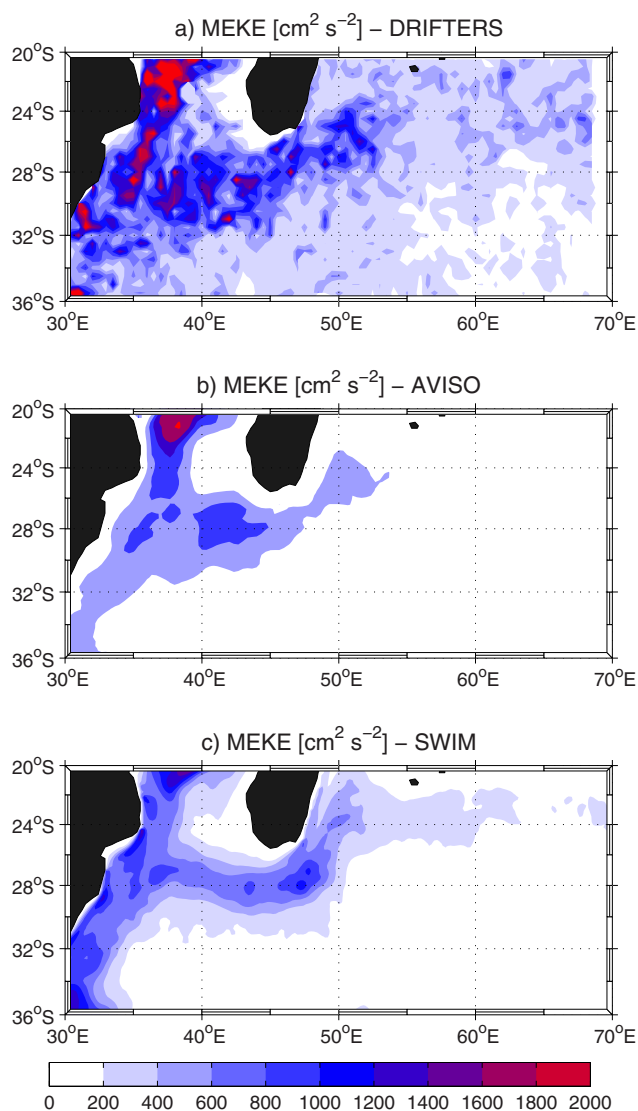 a) MEKE [cm² s⁻²] – DRIFTERS
20°S
24°S
28°S
32°S
36°S
30°E 40°E 50°E 60°E 70°E
b) MEKE [cm² s⁻²] – AVISO
20°S
24°S
28°S
32°S
36°S
30°E 40°E 50°E 60°E 70°E
c) MEKE [cm² s⁻²] – SWIM
20°S
24°S
28°S
32°S
36°S
30°E 40°E 50°E 60°E 70°E
0 200 400 600 800 1000 1200 1400 1600 1800 2000